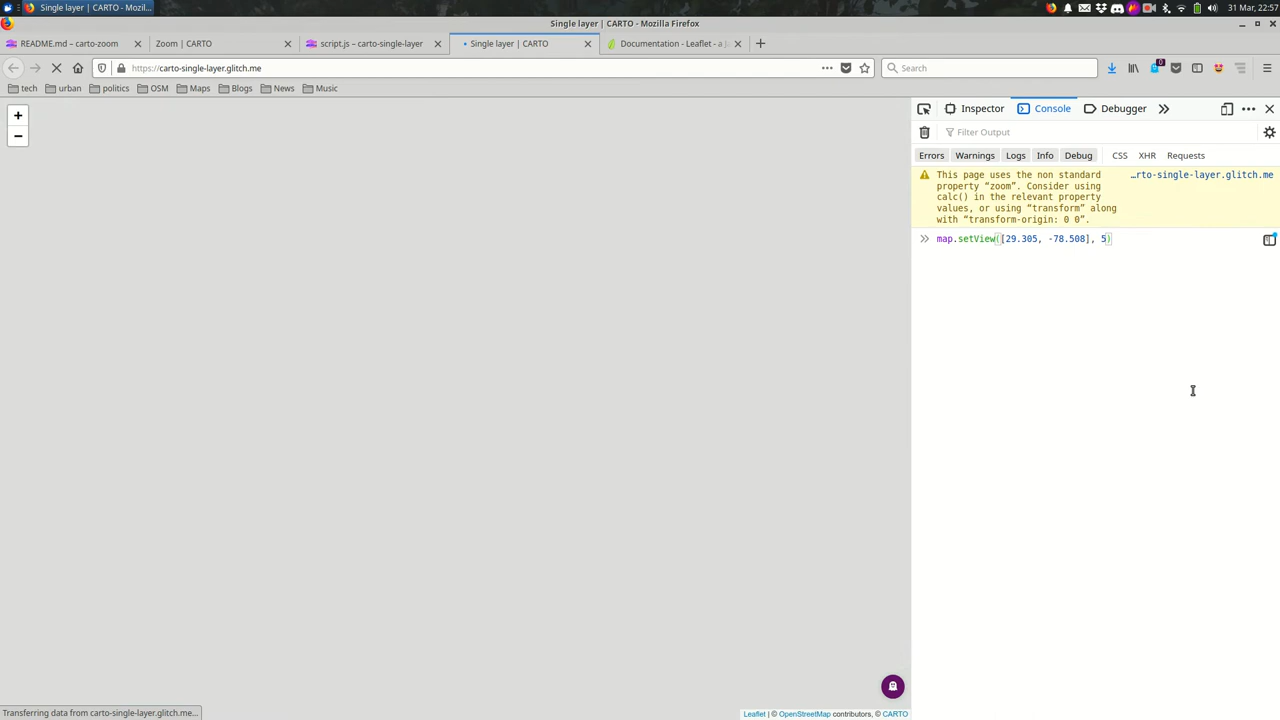 Single layer | CARTO - Mozil...
31 Mar, 22:57
Single layer | CARTO - Mozilla Firefox
README.md – carto-zoom
Zoom | CARTO
script.js – carto-single-layer
Single layer | CARTO
Documentation - Leaflet - a J
https://carto-single-layer.glitch.me
Search
0
tech
urban
politics
OSM
Maps
Blogs
News
Music
+
−
Inspector
Console
Debugger
Filter Output
Errors
Warnings
Logs
Info
Debug
CSS
XHR
Requests
This page uses the non standard
…rto-single-layer.glitch.me
property “zoom”. Consider using
calc() in the relevant property
values, or using “transform” along
with “transform-origin: 0 0”.
map.setView([29.305, -78.508], 5)
Transferring data from carto-single-layer.glitch.me...
Leaflet | © OpenStreetMap contributors, © CARTO